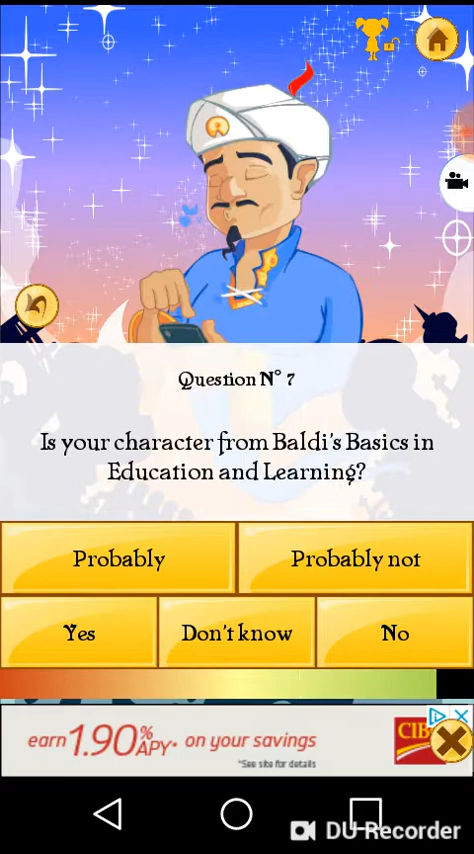 Question N° 7
Is your character from Baldi's Basics in
Education and Learning?
Probably
Probably not
Yes
Don't know
No
earn 1.90% APY* on your savings
*See site for details
CIB
DU Recorder